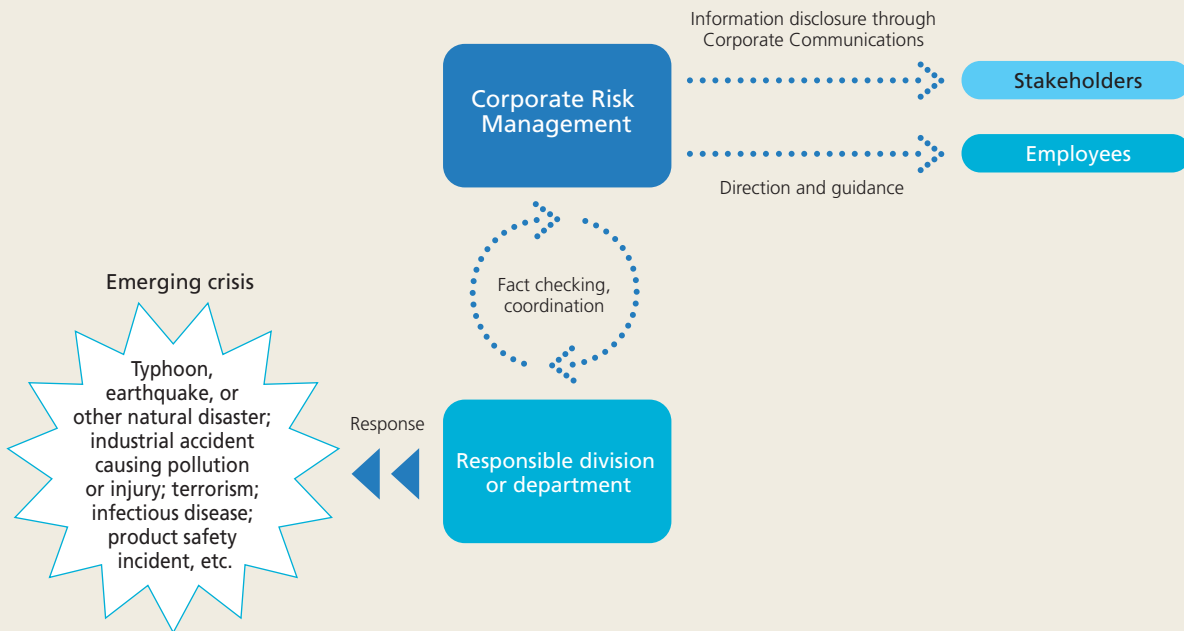 Information disclosure through
Corporate Communications
Corporate Risk
Management
Stakeholders
Employees
Direction and guidance
Fact checking,
coordination
Emerging crisis
Typhoon,
earthquake, or
other natural disaster;
industrial accident
causing pollution
or injury; terrorism;
infectious disease;
product safety
incident, etc.
Response
Responsible division
or department